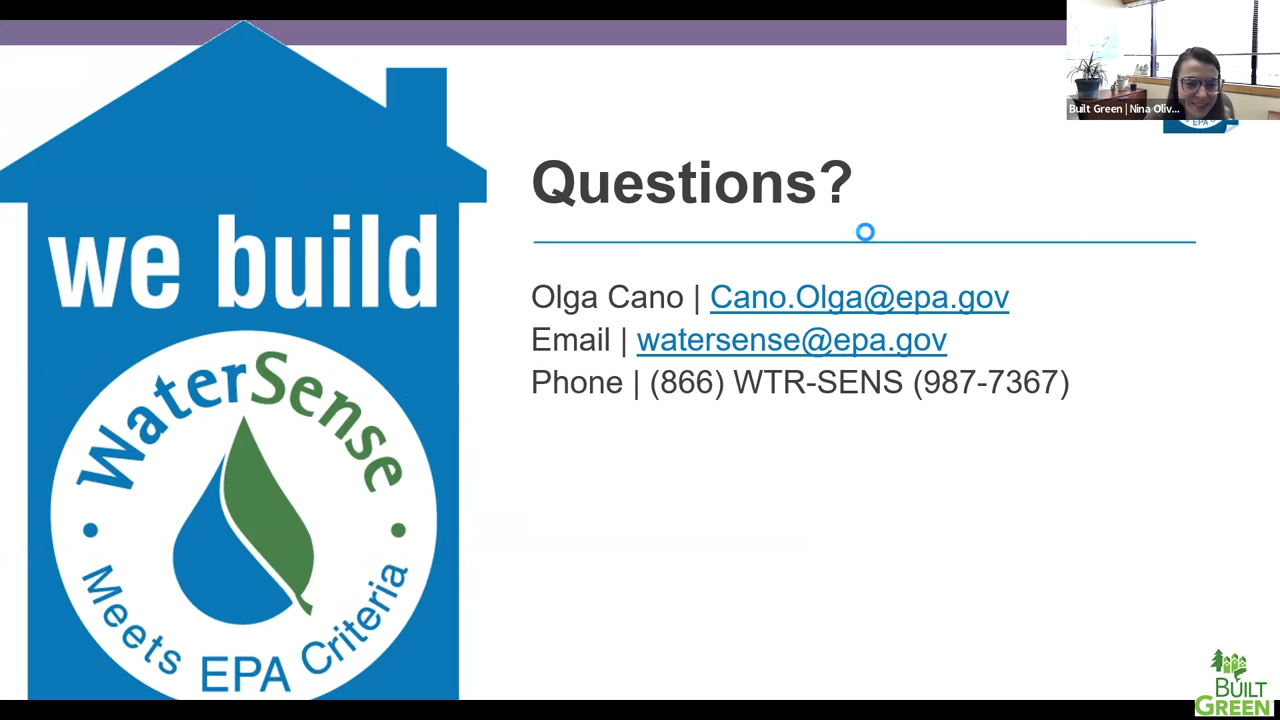 Built Green | Nina Oliv...
Questions?
Olga Cano | Cano.Olga@epa.gov
Email | watersense@epa.gov
Phone | (866) WTR-SENS (987-7367)
we build
WaterSense
Meets EPA Criteria
BUILT
GREEN